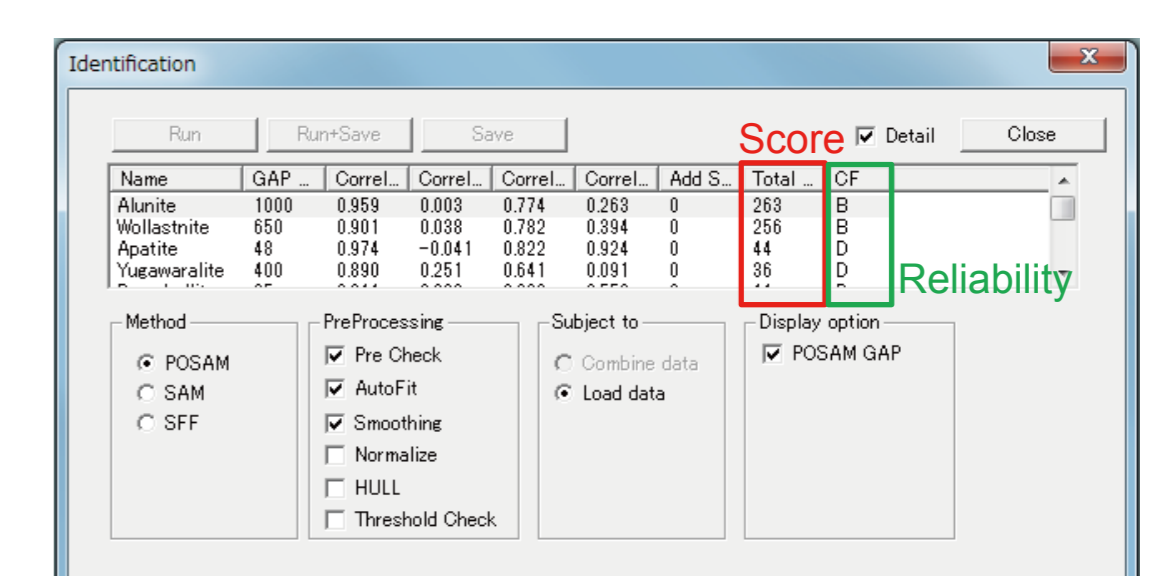 Identification
x
Run Run+Save Save Score Detail Close
Name GAP ... Correl... Correl... Correl... Correl... Add S... Total ... CF
Alunite 1000 0.959 0.003 0.774 0.263 0 263 B
Wollastnite 650 0.901 0.038 0.782 0.394 0 256 B
Apatite 48 0.974 -0.041 0.822 0.924 0 44 D
Yugawaralite 400 0.890 0.251 0.641 0.091 0 36 D
Reliability
Method PreProcessing Subject to Display option
POSAM Pre Check Combine data POSAM GAP
SAM AutoFit Load data
SFF Smoothing
Normalize
HULL
Threshold Check